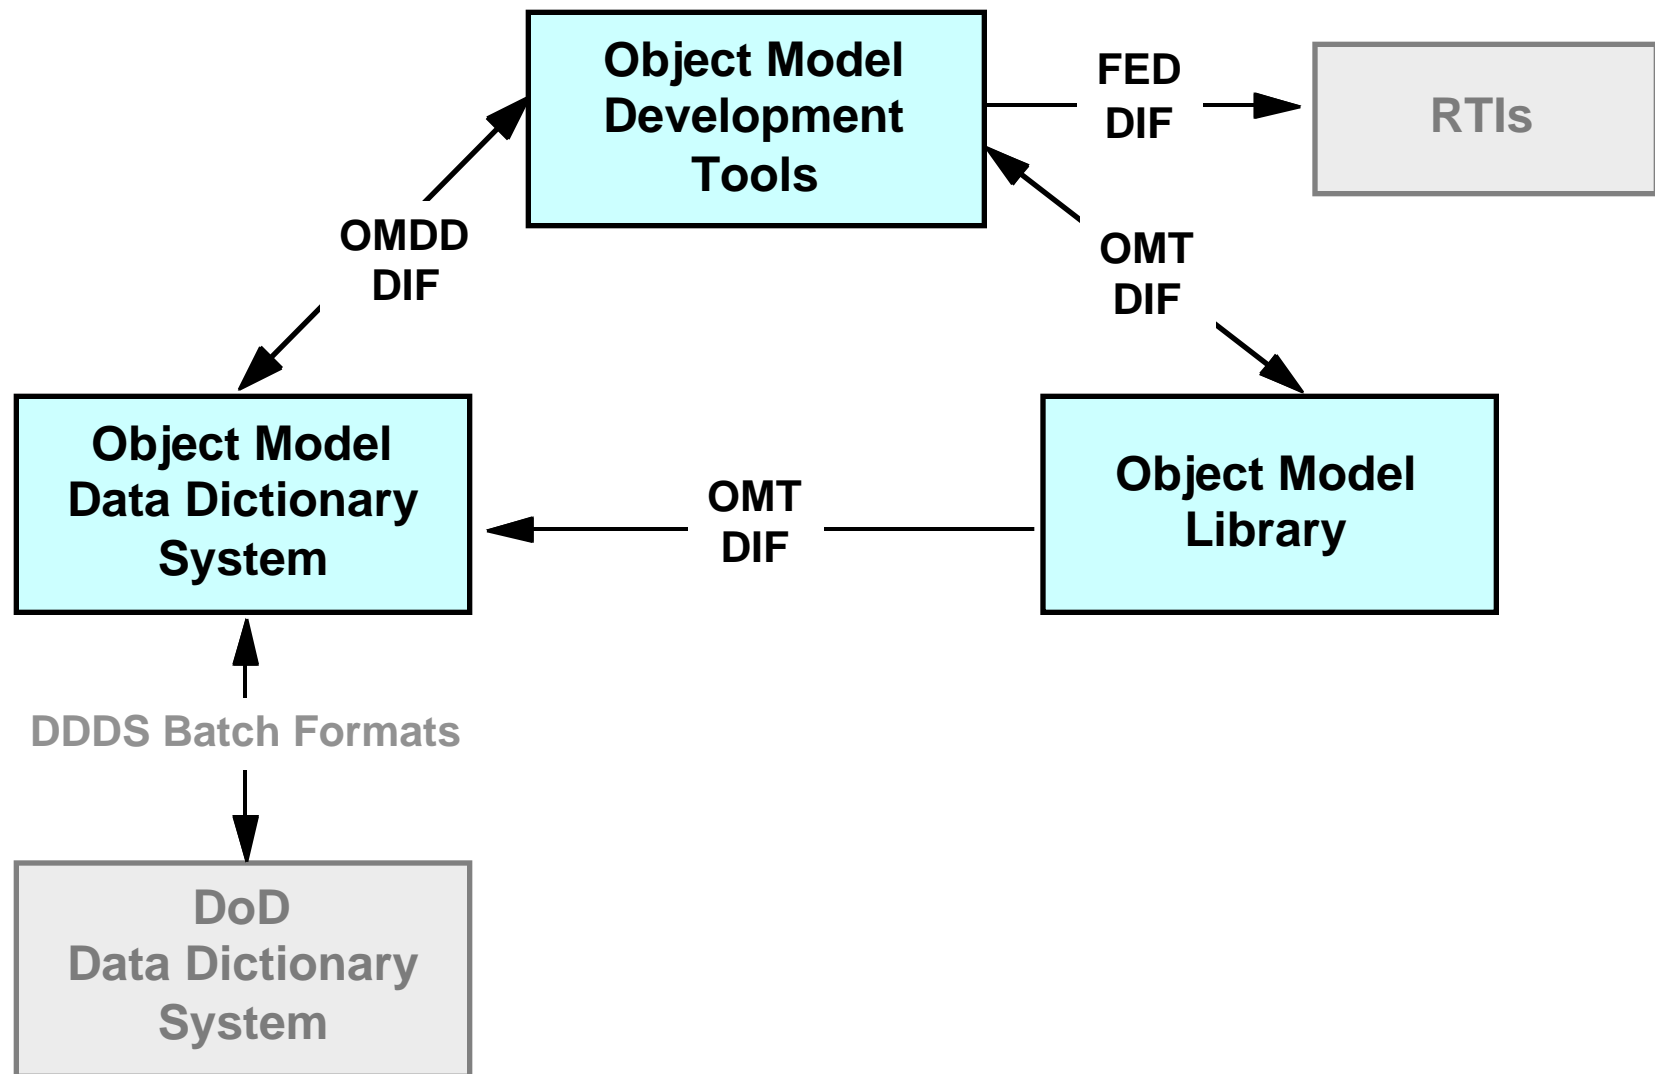 Object Model
Development
Tools
FED
DIF
RTIs
OMDD
DIF
OMT
DIF
Object Model
Data Dictionary
System
OMT
DIF
Object Model
Library
DDDS Batch Formats
DoD
Data Dictionary
System